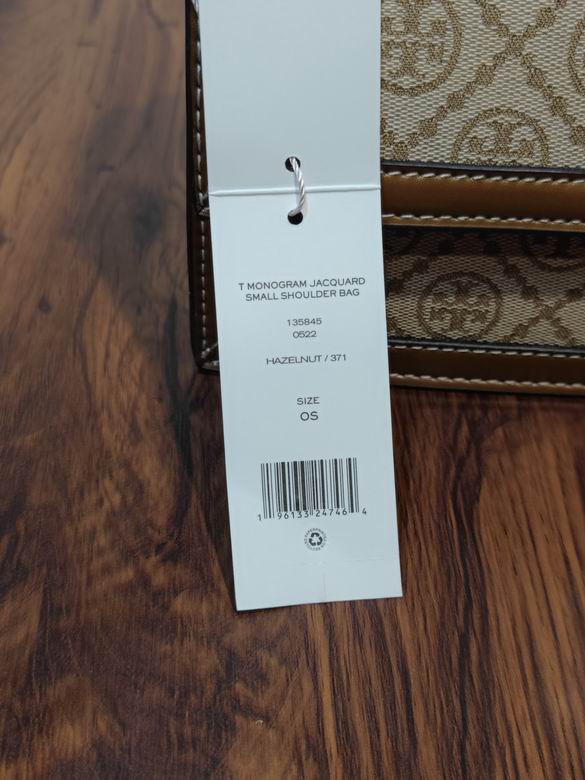 T MONOGRAM JACQUARD
SMALL SHOULDER BAG
135845
0522
HAZELNUT / 371
SIZE
OS
1 96133 24746 4